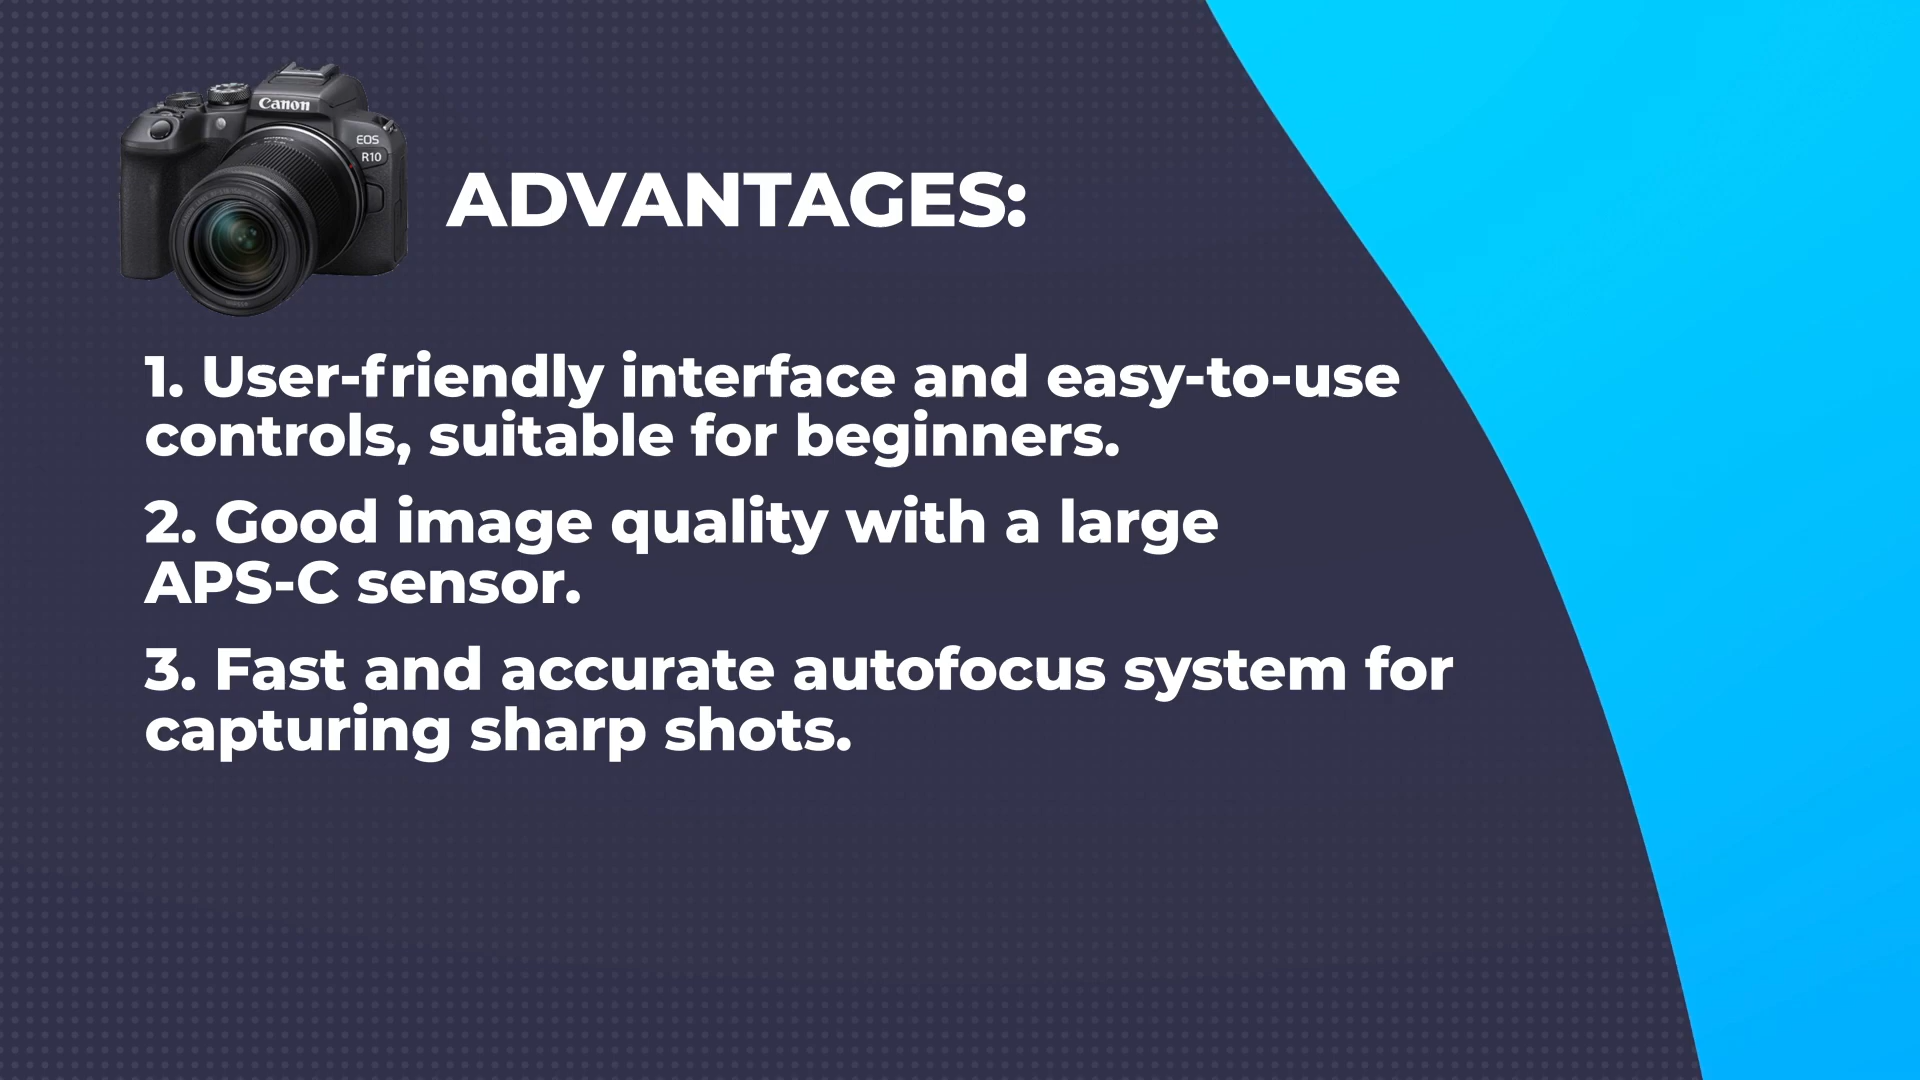 Canon
EOS
R10
ADVANTAGES:
1. User-friendly interface and easy-to-use
controls, suitable for beginners.
2. Good image quality with a large
APS-C sensor.
3. Fast and accurate autofocus system for
capturing sharp shots.